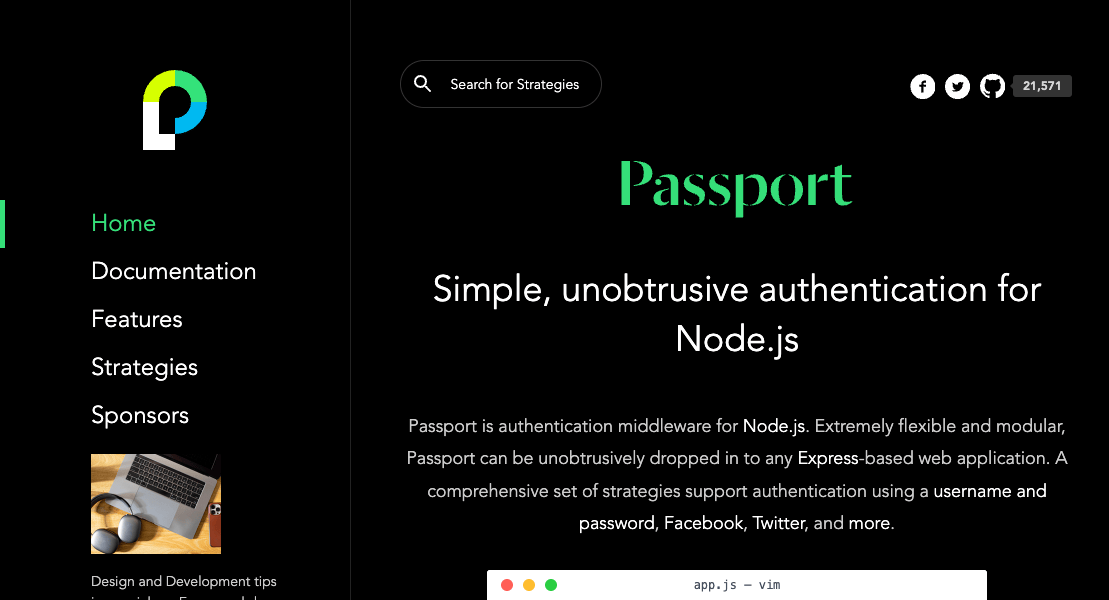 Home
Documentation
Features
Strategies
Sponsors
Design and Development tips
Search for Strategies
21,571
Passport
Simple, unobtrusive authentication for
Node.js
Passport is authentication middleware for Node.js. Extremely flexible and modular,
Passport can be unobtrusively dropped in to any Express-based web application. A
comprehensive set of strategies support authentication using a username and
password, Facebook, Twitter, and more.
app.js — vim